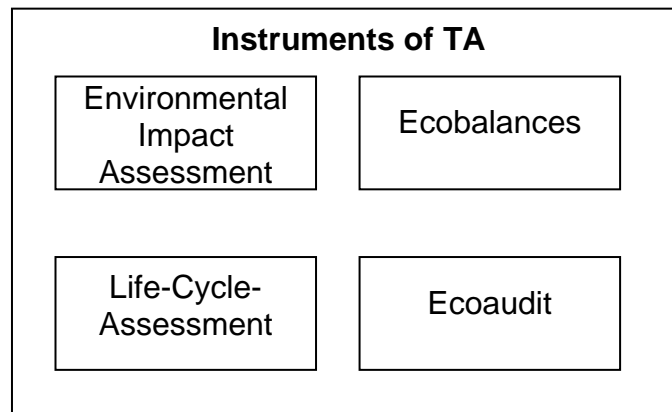 Instruments of TA
Environmental
Impact
Assessment
Ecobalances
Life-Cycle-
Assessment
Ecoaudit